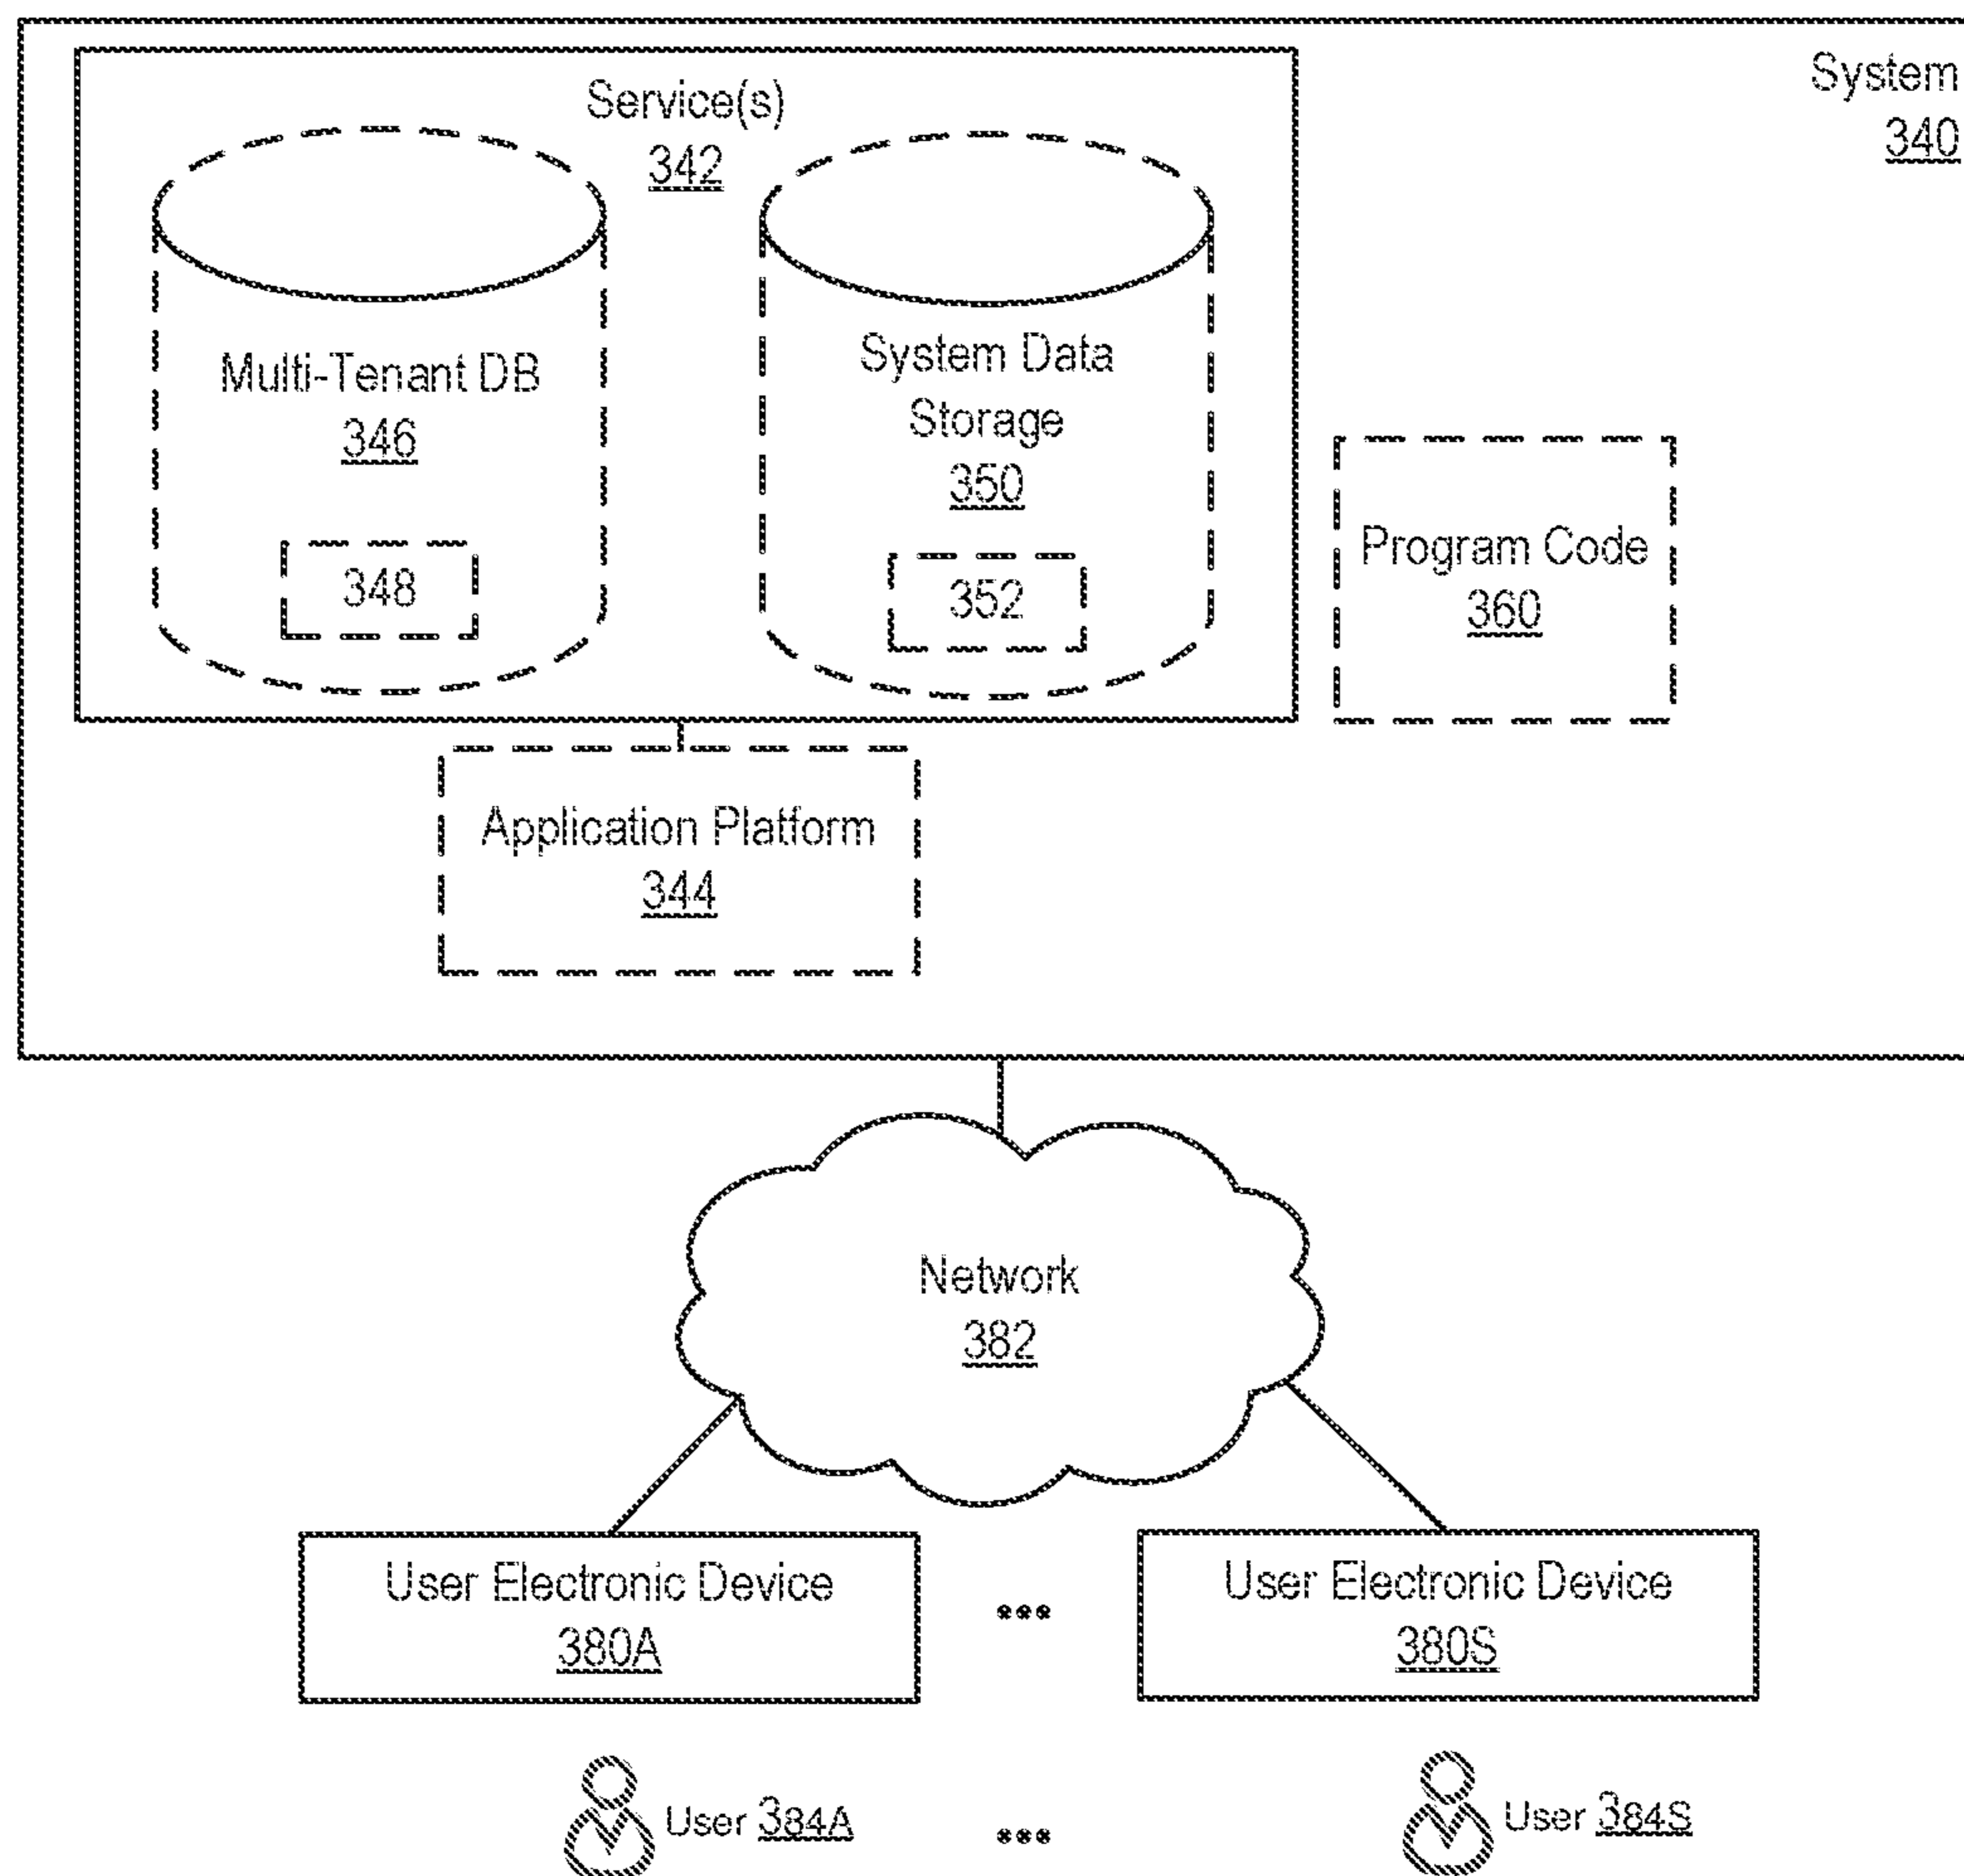 System
340
Service(s)
342
Multi-Tenant DB
346
348
System Data
Storage
350
352
Program Code
360
Application Platform
344
Network
382
User Electronic Device
380A
...
User Electronic Device
380S
User 384A
...
User 384S